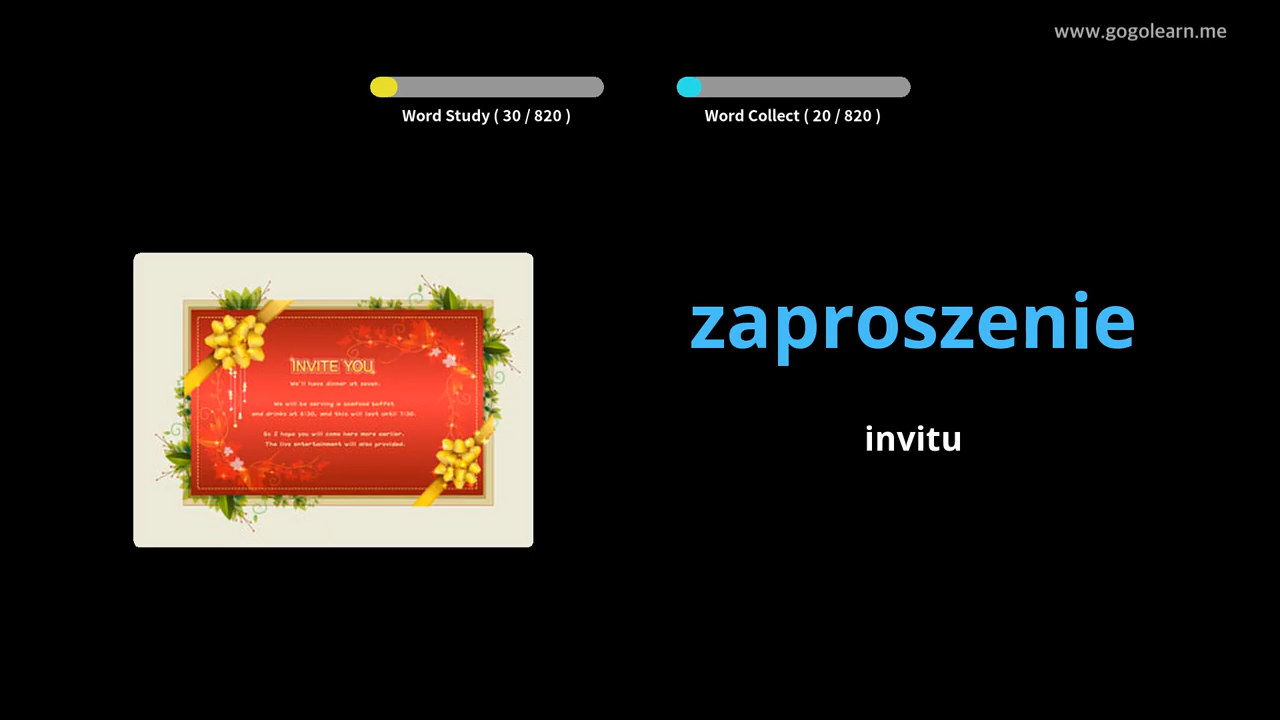 www.gogolearn.me
Word Study ( 30 / 820 )
Word Collect ( 20 / 820 )
INVITE YOU
We'll have dinner at seven.
We will be serving a seafood buffet
and drinks at 6:30, and this will last until 7:30.
So I hope you will come here more earlier.
The live entertainment will also provided.
zaproszenie
invitu